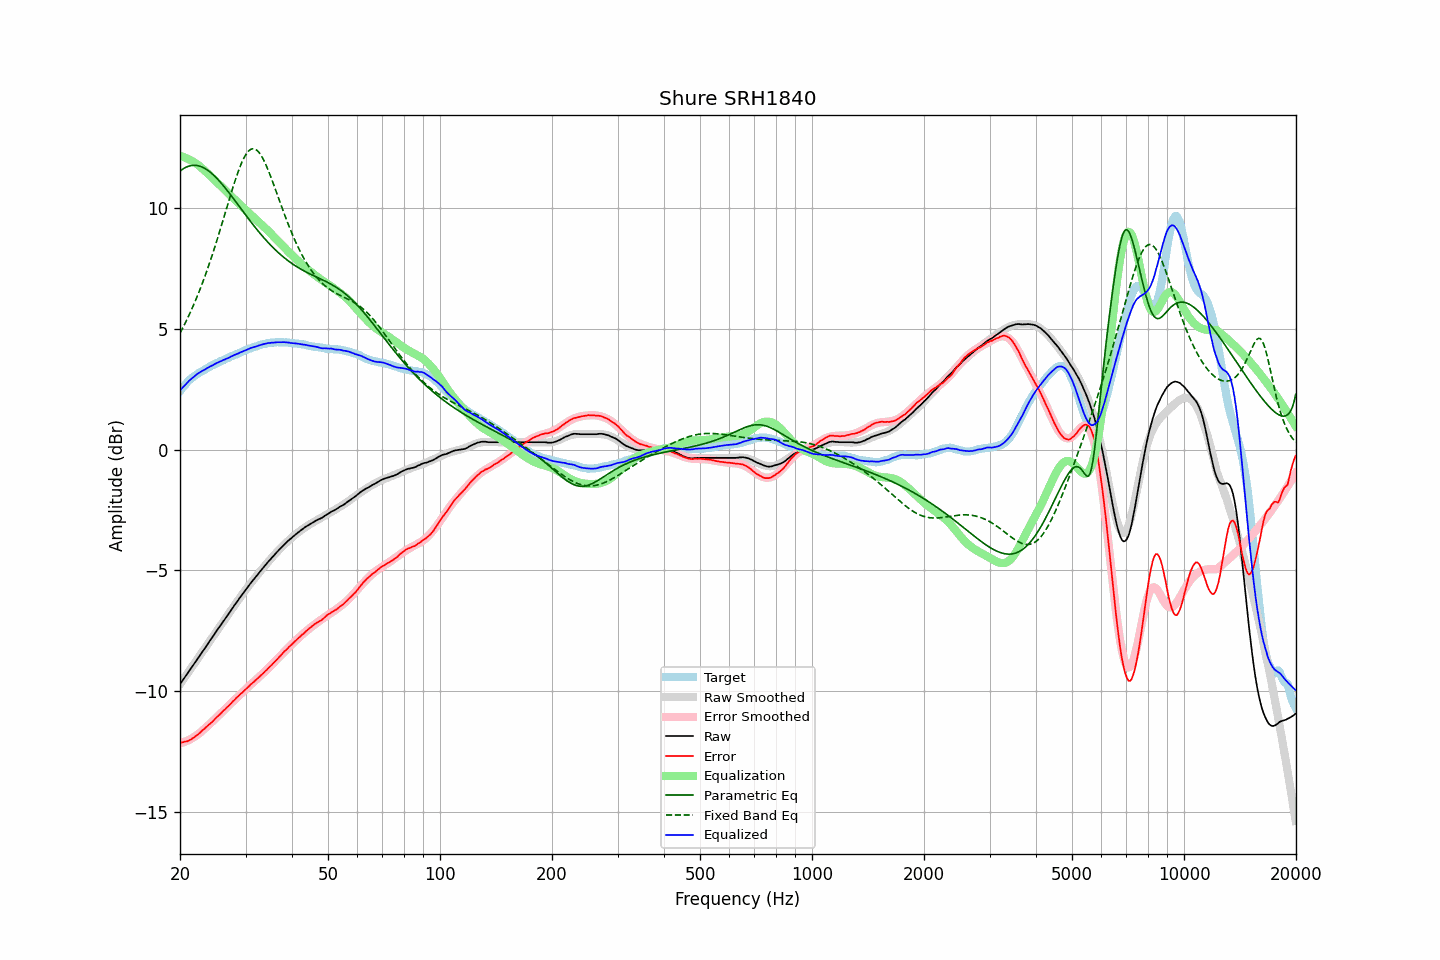 Shure SRH1840
Amplitude (dBr)
10
5
0
−5
−10
−15
Target
Raw Smoothed
Error Smoothed
Raw
Error
Equalization
Parametric Eq
Fixed Band Eq
Equalized
20 50 100 200 500 1000 2000 5000 10000 20000
Frequency (Hz)